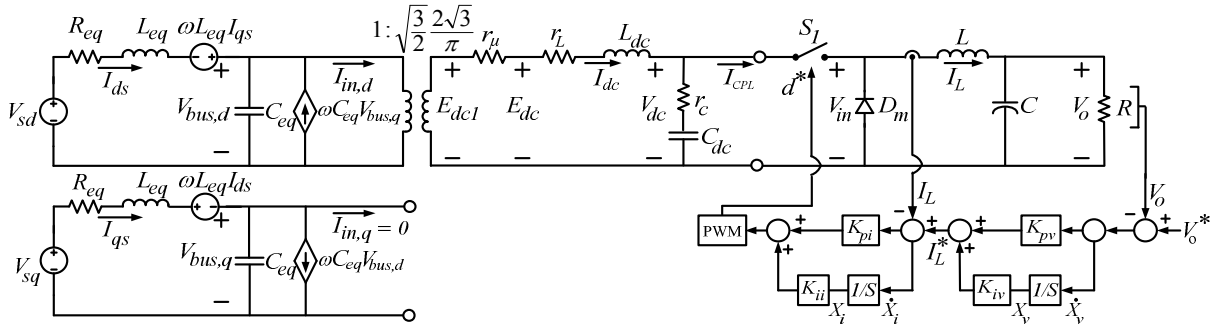 R_eq L_eq ωL_eq I_qs
I_ds
V_sd
V_bus,d
C_eq
ωC_eq V_bus,q
I_in,d
1:√(3/2) 2√3/π
E_dc1
r_μ
E_dc
r_L
I_dc
L_dc
V_dc
r_c
C_dc
I_CPL
S_1
d*
V_in
D_m
L
I_L
C
V_o
R
R_eq L_eq ωL_eq I_ds
I_qs
V_sq
V_bus,q
C_eq
ωC_eq V_bus,d
I_in,q = 0
I_L
V_o
PWM
K_pi
I_L*
K_pv
V_o*
K_ii
X_i
1/S
Ẋ_i
K_iv
X_v
1/S
Ẋ_v